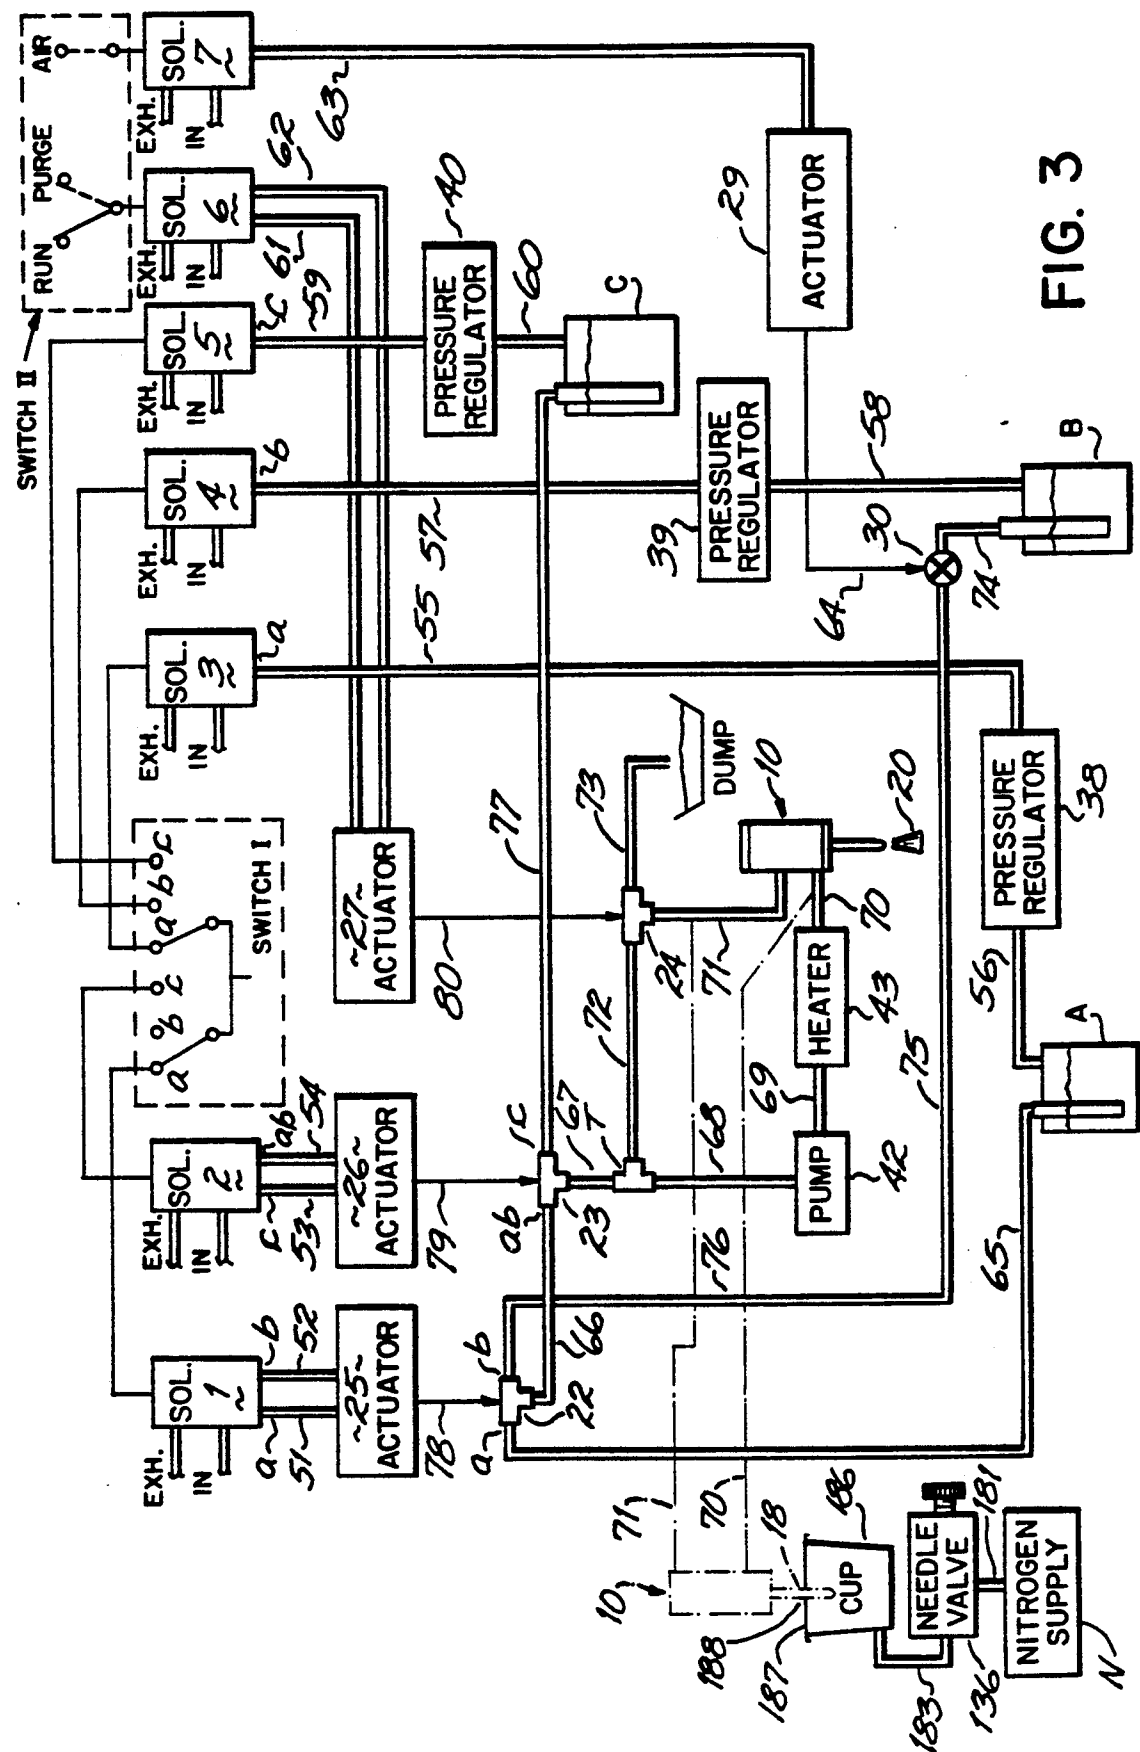 SWITCH II
RUN PURGE AIR
EXH. SOL. 1 IN
EXH. SOL. 2 IN
EXH. SOL. 3 IN
EXH. SOL. 4 IN
EXH. SOL. 5 IN
EXH. SOL. 6 IN
EXH. SOL. 7 IN
a b c a b c
SWITCH I
a b
51 52
c ab
53 54
a
b
c
59 61 62
63
~25~
ACTUATOR
~26~
ACTUATOR
~27~
ACTUATOR
55 57
PRESSURE
REGULATOR
40
60
C
78
79
80
77
a b
22
66
ab c
23
67
T
72
24
73
DUMP
71
10
20
39
PRESSURE
REGULATOR
58
ACTUATOR
29
64
30
74
B
71
70
76
68
PUMP
42
69
HEATER
43
70
75
65
56
A
PRESSURE
REGULATOR
38
10
18
188
187
CUP
186
183
NEEDLE
VALVE
136
181
NITROGEN
SUPPLY
N
FIG. 3